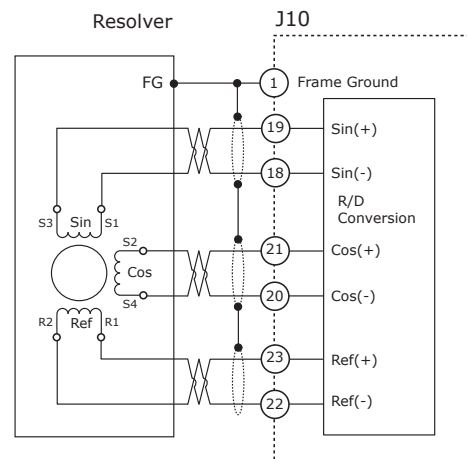 Resolver
J10
FG
1
Frame Ground
19
Sin(+)
18
Sin(-)
R/D
Conversion
S3
Sin
S1
S2
21
Cos(+)
Cos
S4
20
Cos(-)
R2
Ref
R1
23
Ref(+)
22
Ref(-)